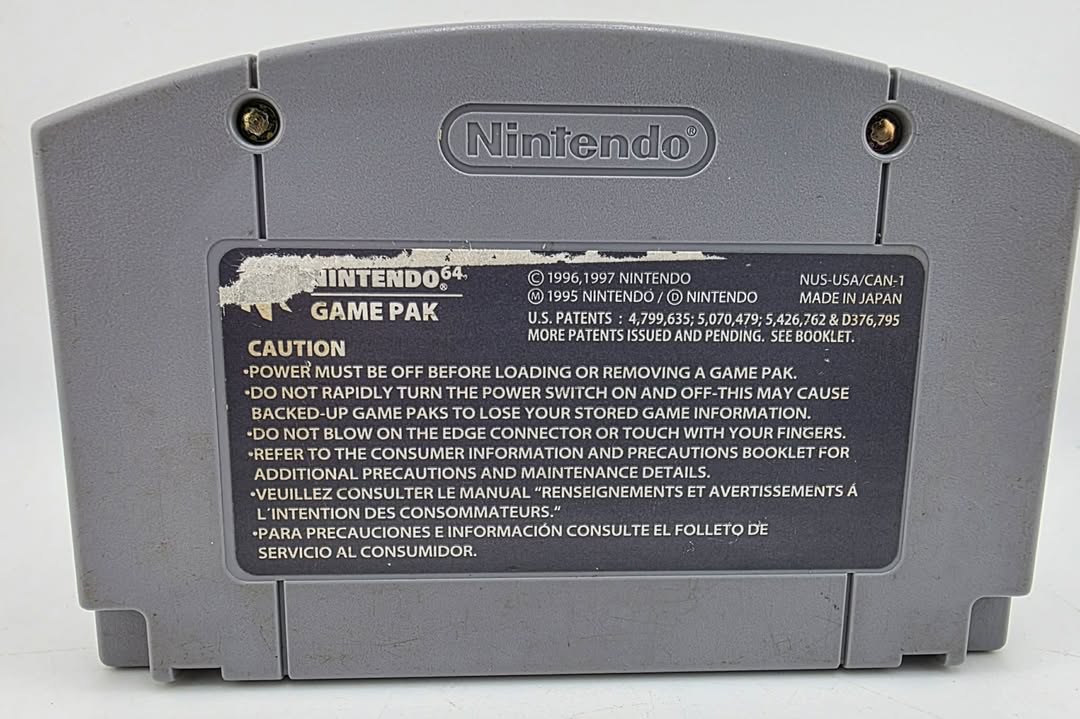 Nintendo®
NINTENDO64®
GAME PAK
© 1996,1997 NINTENDO
Ⓜ 1995 NINTENDO / Ⓓ NINTENDO
NUS-USA/CAN-1
MADE IN JAPAN
U.S. PATENTS : 4,799,635; 5,070,479; 5,426,762 & D376,795
MORE PATENTS ISSUED AND PENDING. SEE BOOKLET.
CAUTION
•POWER MUST BE OFF BEFORE LOADING OR REMOVING A GAME PAK.
•DO NOT RAPIDLY TURN THE POWER SWITCH ON AND OFF-THIS MAY CAUSE
BACKED-UP GAME PAKS TO LOSE YOUR STORED GAME INFORMATION.
•DO NOT BLOW ON THE EDGE CONNECTOR OR TOUCH WITH YOUR FINGERS.
•REFER TO THE CONSUMER INFORMATION AND PRECAUTIONS BOOKLET FOR
ADDITIONAL PRECAUTIONS AND MAINTENANCE DETAILS.
•VEUILLEZ CONSULTER LE MANUAL “RENSEIGNEMENTS ET AVERTISSEMENTS Á
L'INTENTION DES CONSOMMATEURS.“
•PARA PRECAUCIONES E INFORMACIÓN CONSULTE EL FOLLETO DE
SERVICIO AL CONSUMIDOR.